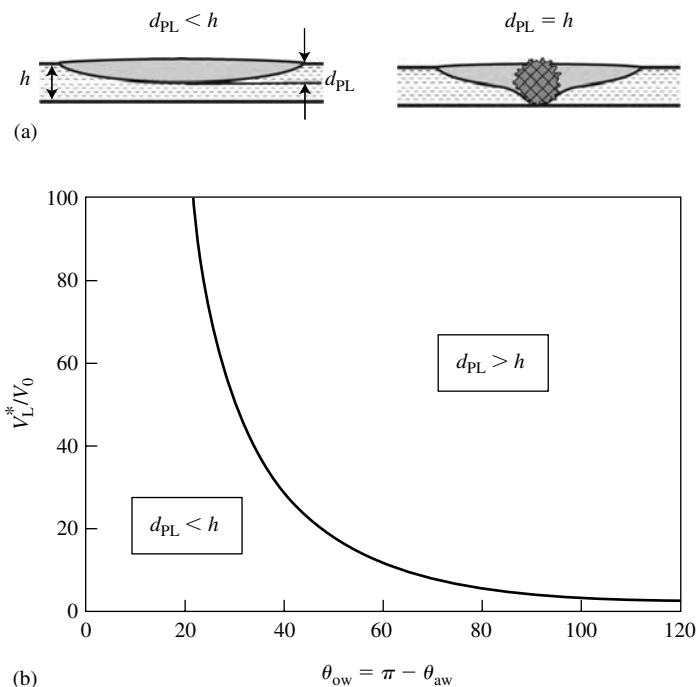 d_PL < h d_PL = h
h d_PL
(a)
100
80
60
40
20
0
V_L^*/V_0
d_PL > h
d_PL < h
0 20 40 60 80 100 120
(b) θ_ow = π − θ_aw